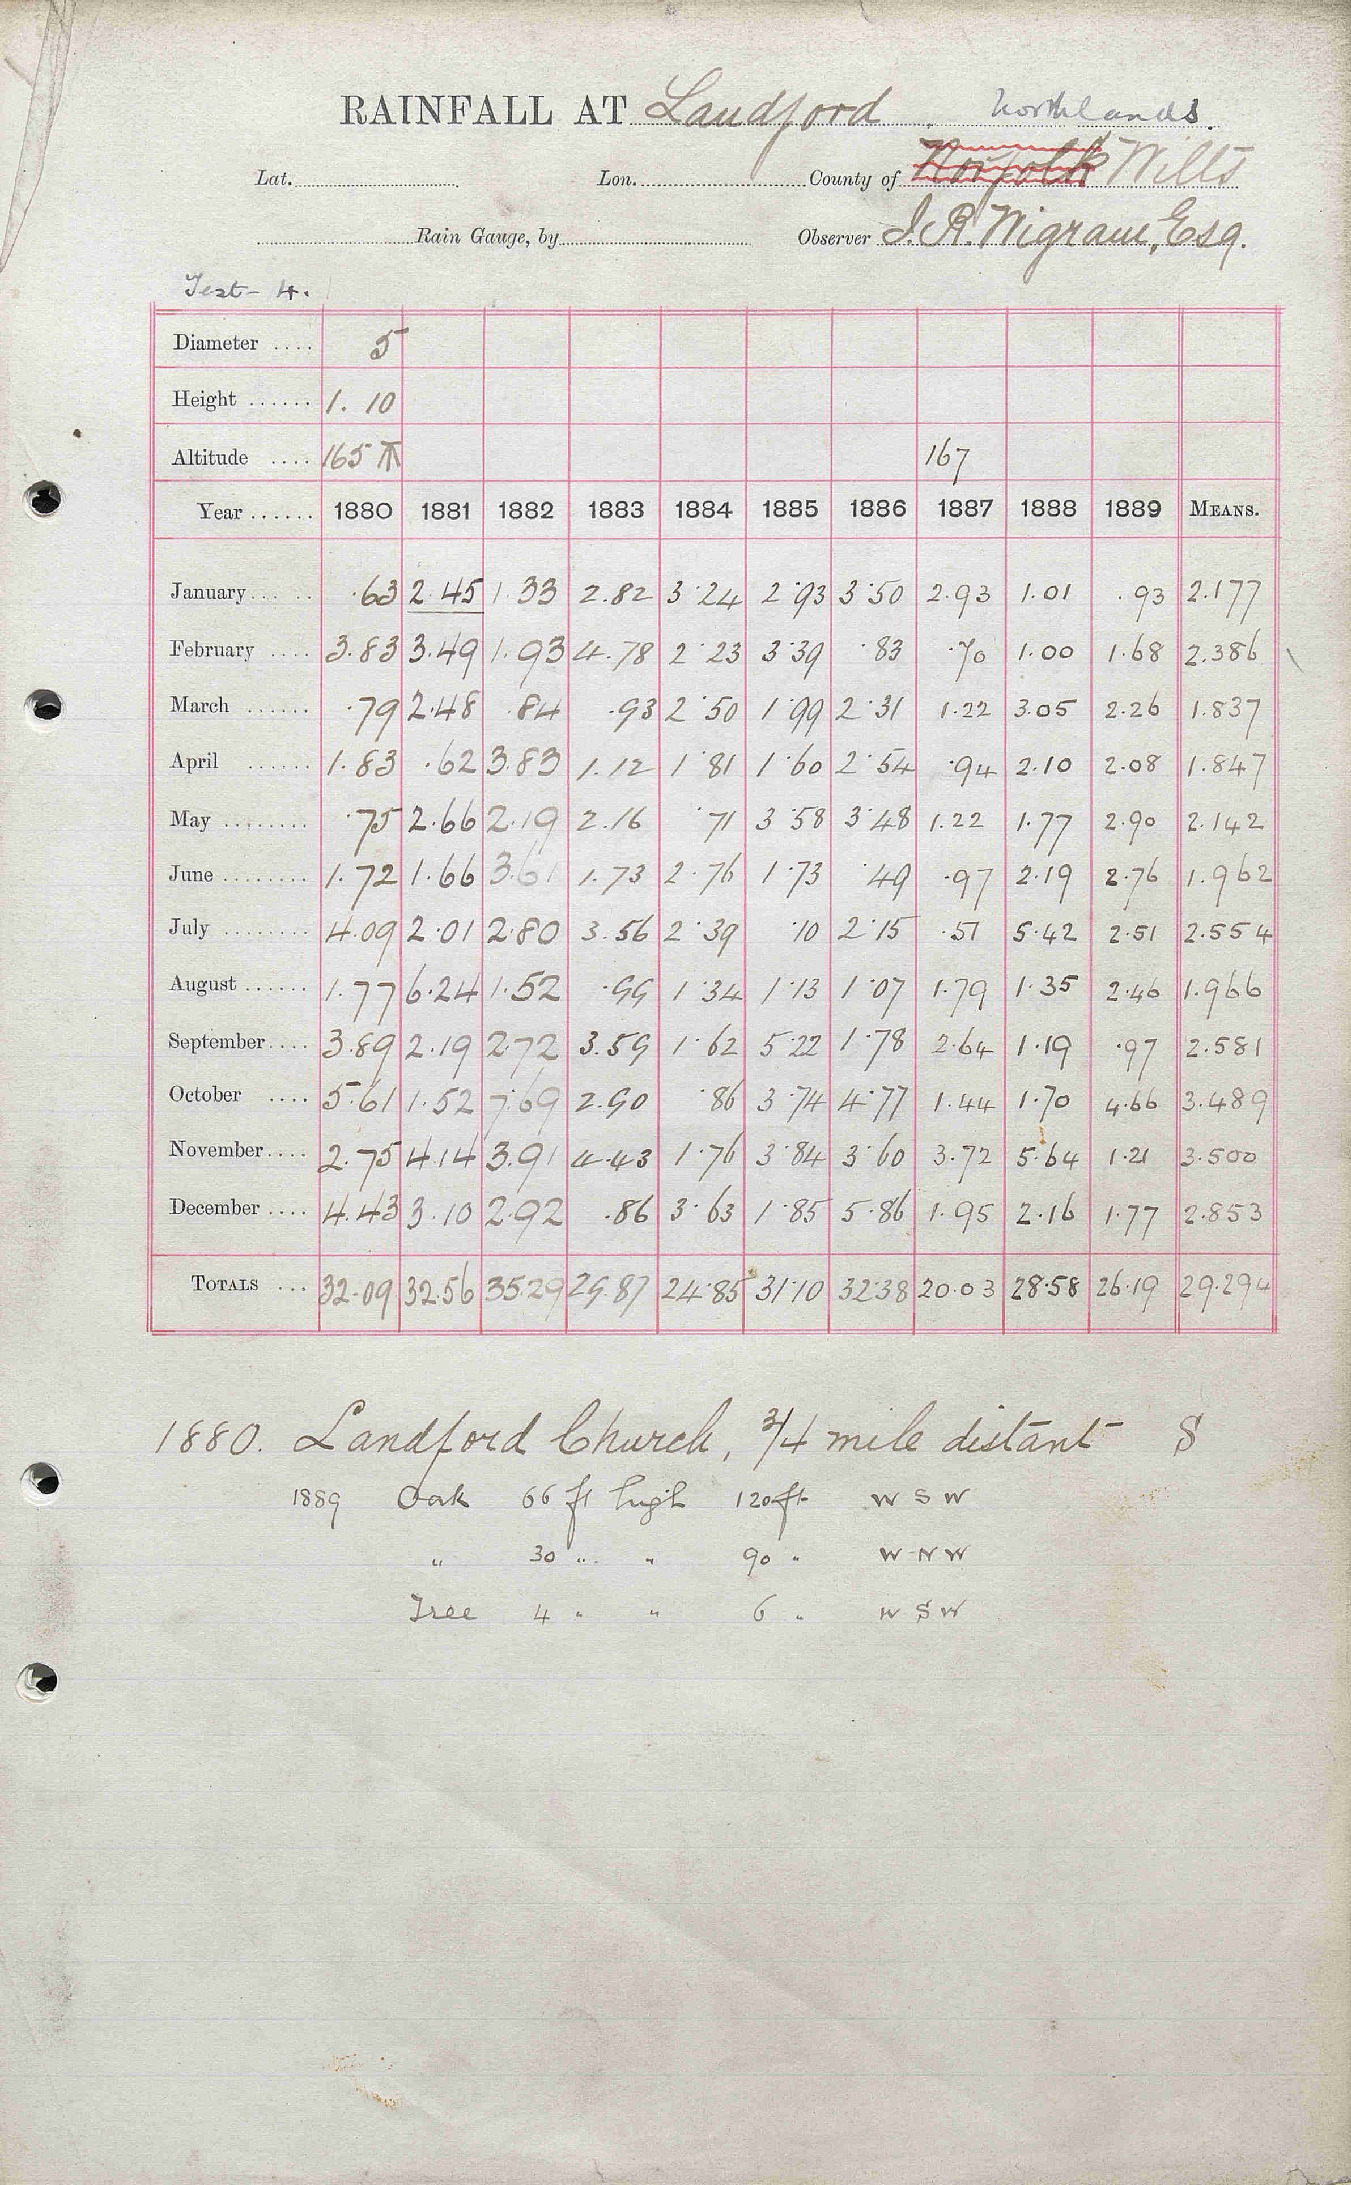 RAINFALL AT Landford Northlands.
Lat. Lon. County of Norfolk Wilts
Rain Gauge, by Observer J. R. Wigram, Esq.
Test 4.
Diameter .... 5
Height ...... 1. 10
Altitude .... 165 167
Year ...... 1880 1881 1882 1883 1884 1885 1886 1887 1888 1889 MEANS.
January ...... .63 2.45 1.33 2.82 3.24 2.93 3.50 2.93 1.01 .93 2.177
February .... 3.83 3.49 1.93 4.78 2.23 3.39 .83 .70 1.00 1.68 2.386
March ...... .79 2.48 .84 .93 2.50 1.99 2.31 1.22 3.05 2.26 1.837
April ...... 1.83 .62 3.83 1.12 1.81 1.60 2.54 .94 2.10 2.08 1.847
May ........ .75 2.66 2.19 2.16 .71 3.58 3.48 1.22 1.77 2.90 2.142
June ........ 1.72 1.66 3.61 1.73 2.76 1.73 .49 .97 2.19 2.76 1.962
July ........ 4.09 2.01 2.80 3.56 2.39 .10 2.15 .51 5.42 2.51 2.554
August ...... 1.77 6.24 1.52 .99 1.34 1.13 1.07 1.79 1.35 2.46 1.966
September.... 3.89 2.19 2.72 3.59 1.62 5.22 1.78 2.64 1.19 .97 2.581
October .... 5.61 1.52 7.69 2.90 .86 3.74 4.77 1.44 1.70 4.66 3.489
November.... 2.75 4.14 3.91 4.43 1.76 3.84 3.60 3.72 5.64 1.21 3.500
December .... 4.43 3.10 2.92 .86 3.63 1.85 5.86 1.95 2.16 1.77 2.853
TOTALS ... 32.09 32.56 35.29 29.87 24.85 31.10 32.38 20.03 28.58 26.19 29.294
1880. Landford Church, 3/4 mile distant S
1889 Oak 66 ft high 120 ft W S W
" 30 " " 90 " W N W
Tree 4 " " 6 " W S W